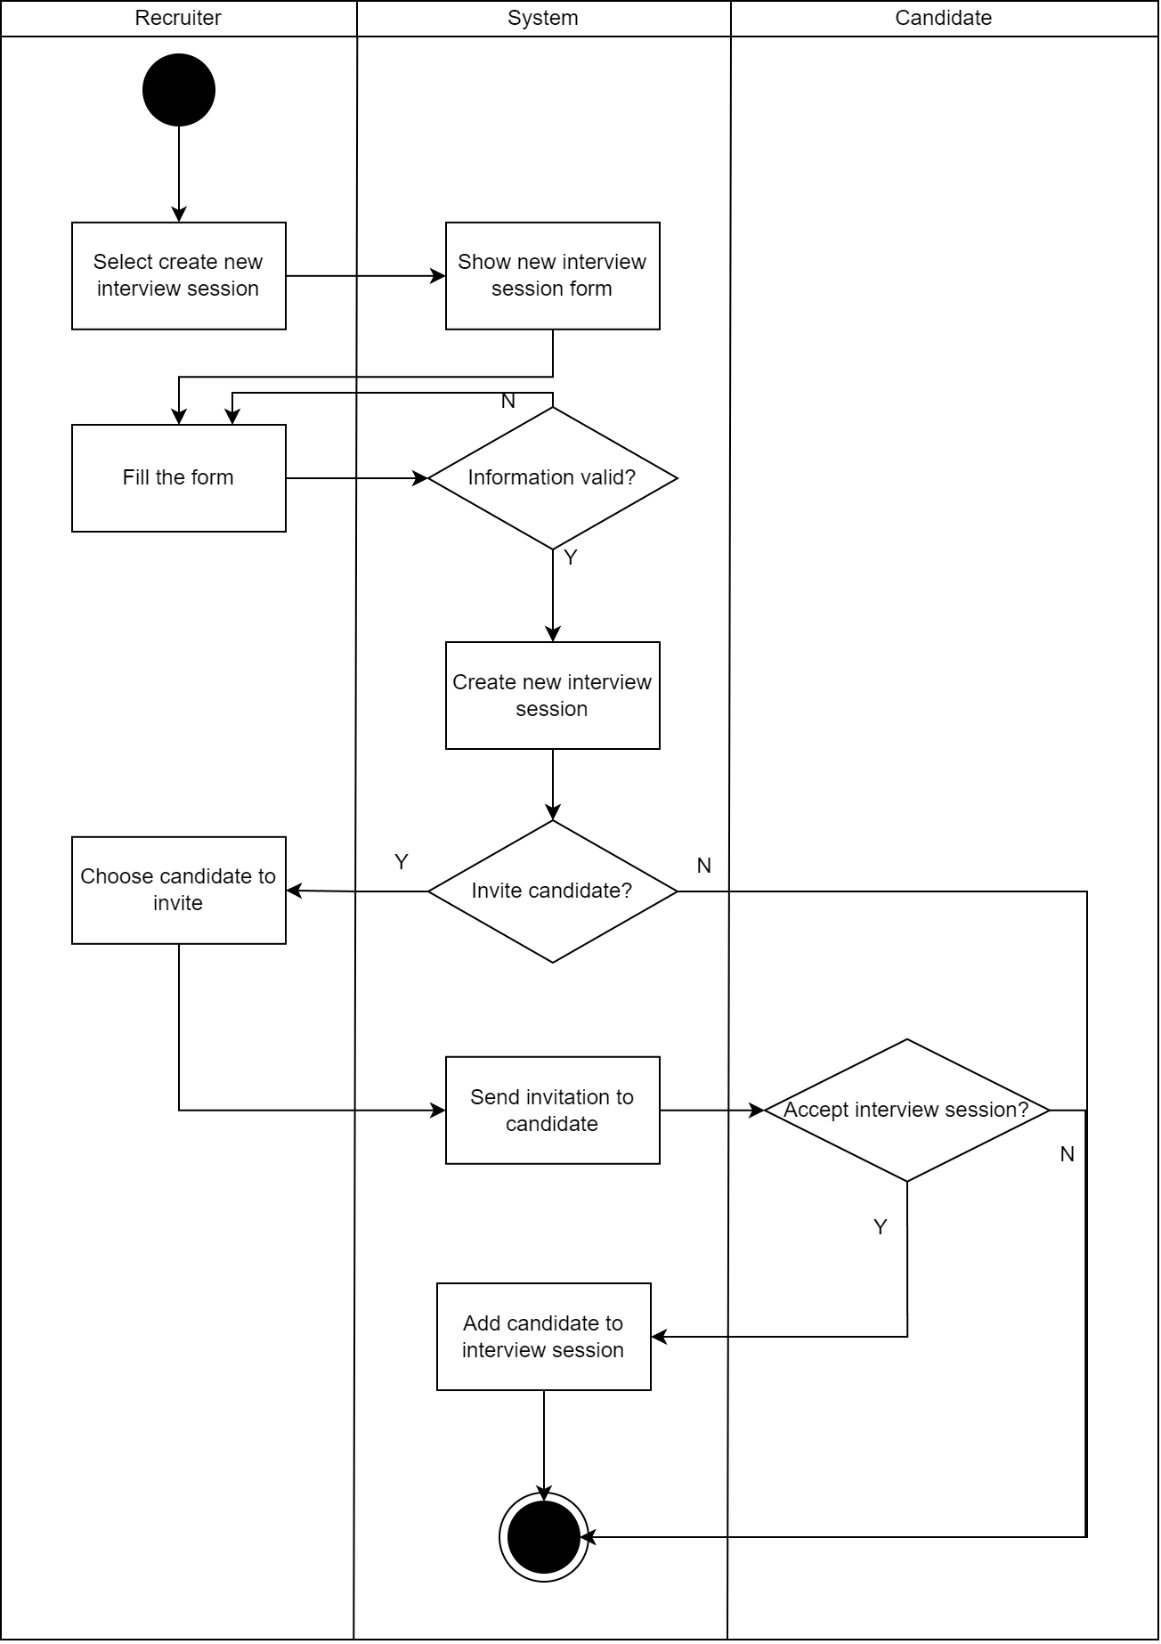 Recruiter
System
Candidate
Select create new
interview session
Show new interview
session form
N
Fill the form
Information valid?
Y
Create new interview
session
Choose candidate to
invite
Y
Invite candidate?
N
Send invitation to
candidate
Accept interview session?
N
Y
Add candidate to
interview session